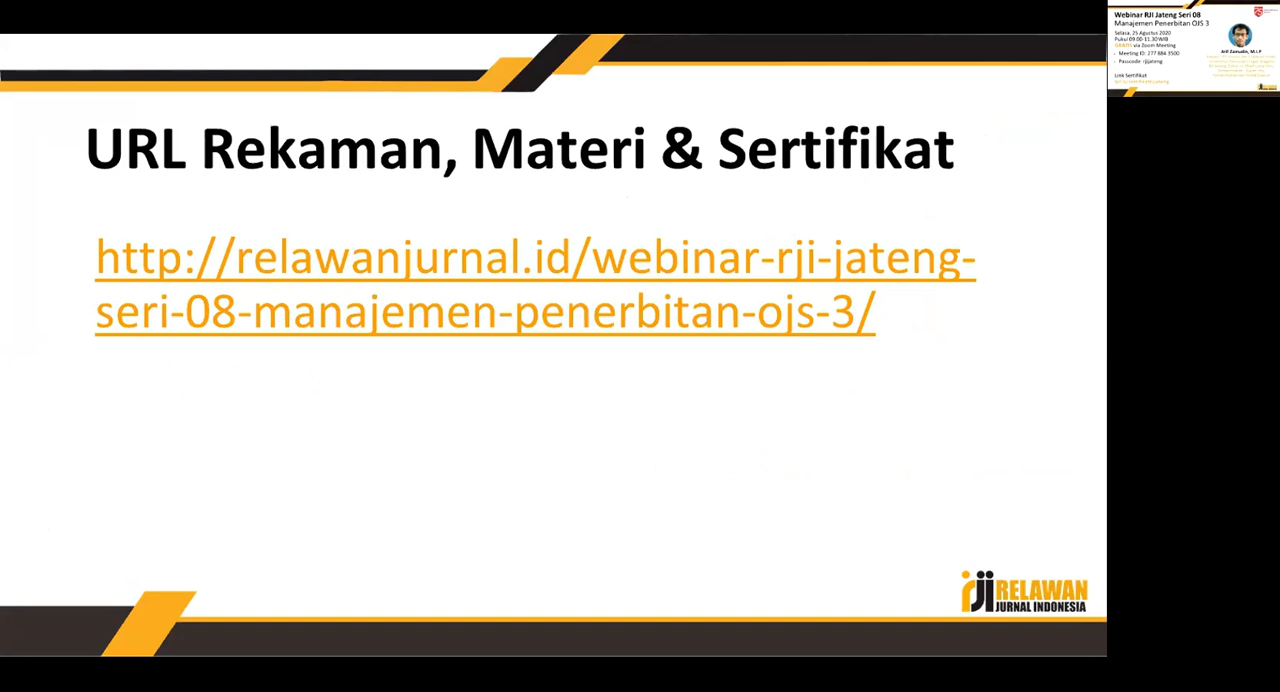 URL Rekaman, Materi & Sertifikat
http://relawanjurnal.id/webinar-rji-jateng-
seri-08-manajemen-penerbitan-ojs-3/
rji RELAWAN
JURNAL INDONESIA
Webinar RJI Jateng Seri 08
Manajemen Penerbitan OJS 3
Selasa, 25 Agustus 2020
Pukul 09.00-11.30 WIB
GRATIS via Zoom Meeting
- Meeting ID: 277 884 3500
- Passcode: rjijateng
Link Sertifikat
Arif Zainudin, M.I.P